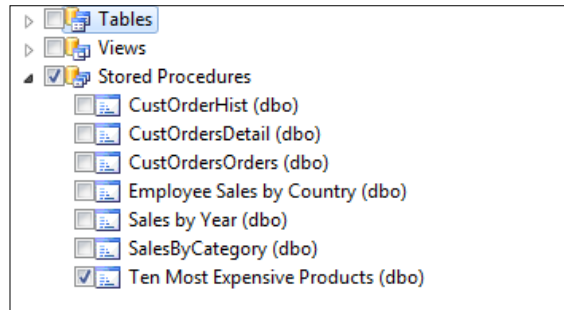 Tables
Views
Stored Procedures
CustOrderHist (dbo)
CustOrdersDetail (dbo)
CustOrdersOrders (dbo)
Employee Sales by Country (dbo)
Sales by Year (dbo)
SalesByCategory (dbo)
Ten Most Expensive Products (dbo)